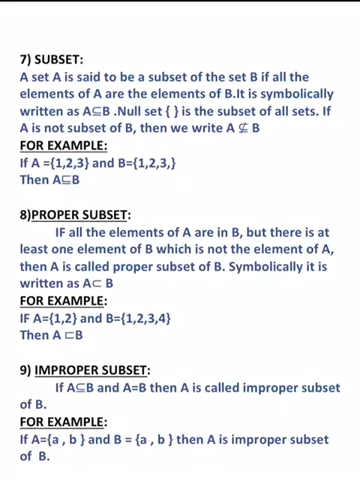 7) SUBSET:
A set A is said to be a subset of the set B if all the
elements of A are the elements of B.It is symbolically
written as A⊆B .Null set { } is the subset of all sets. If
A is not subset of B, then we write A ⊈ B
FOR EXAMPLE:
If A ={1,2,3} and B={1,2,3,}
Then A⊆B
8)PROPER SUBSET:
IF all the elements of A are in B, but there is at
least one element of B which is not the element of A,
then A is called proper subset of B. Symbolically it is
written as A⊂ B
FOR EXAMPLE:
IF A={1,2} and B={1,2,3,4}
Then A ⊏B
9) IMPROPER SUBSET:
If A⊆B and A=B then A is called improper subset
of B.
FOR EXAMPLE:
If A={a , b } and B = {a , b } then A is improper subset
of B.